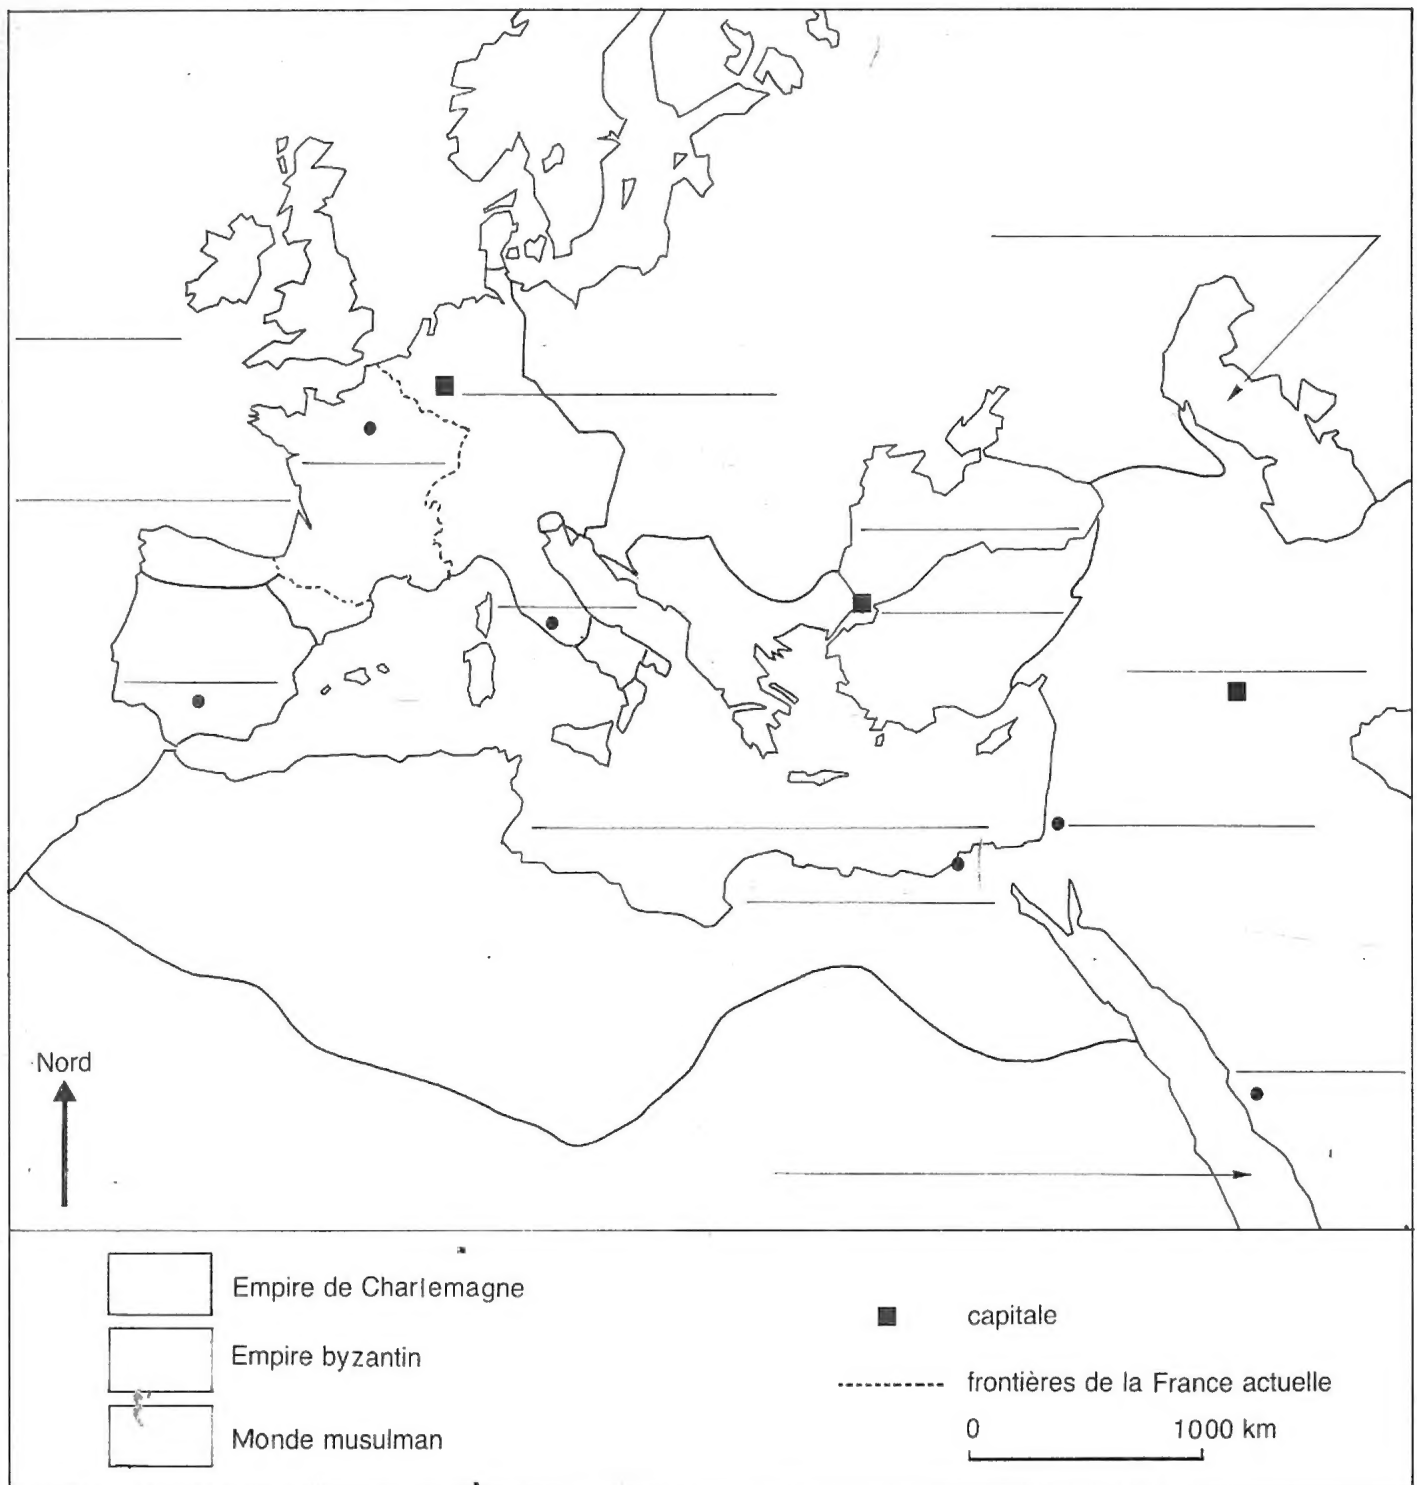 Nord
Empire de Charlemagne
Empire byzantin
Monde musulman
capitale
frontières de la France actuelle
0 1000 km